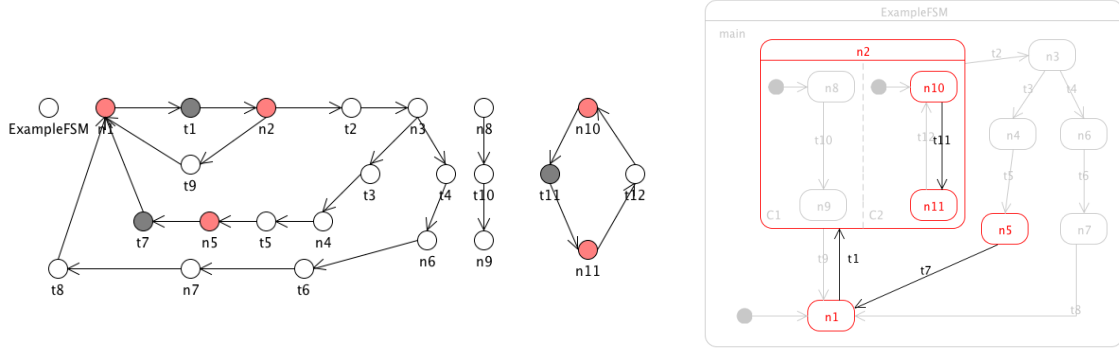 ExampleFSM
n1
t1
n2
t2
n3
n8
n10
t9
t3
t4
t10
t11
t12
t7
n5
t5
n4
n6
n9
n11
t8
n7
t6
ExampleFSM
main
n2
t2
n3
n8
n10
t3
t4
t10
t12
t11
n4
n6
t5
t6
n9
n11
C1
C2
n5
n7
t9
t1
t7
t8
n1